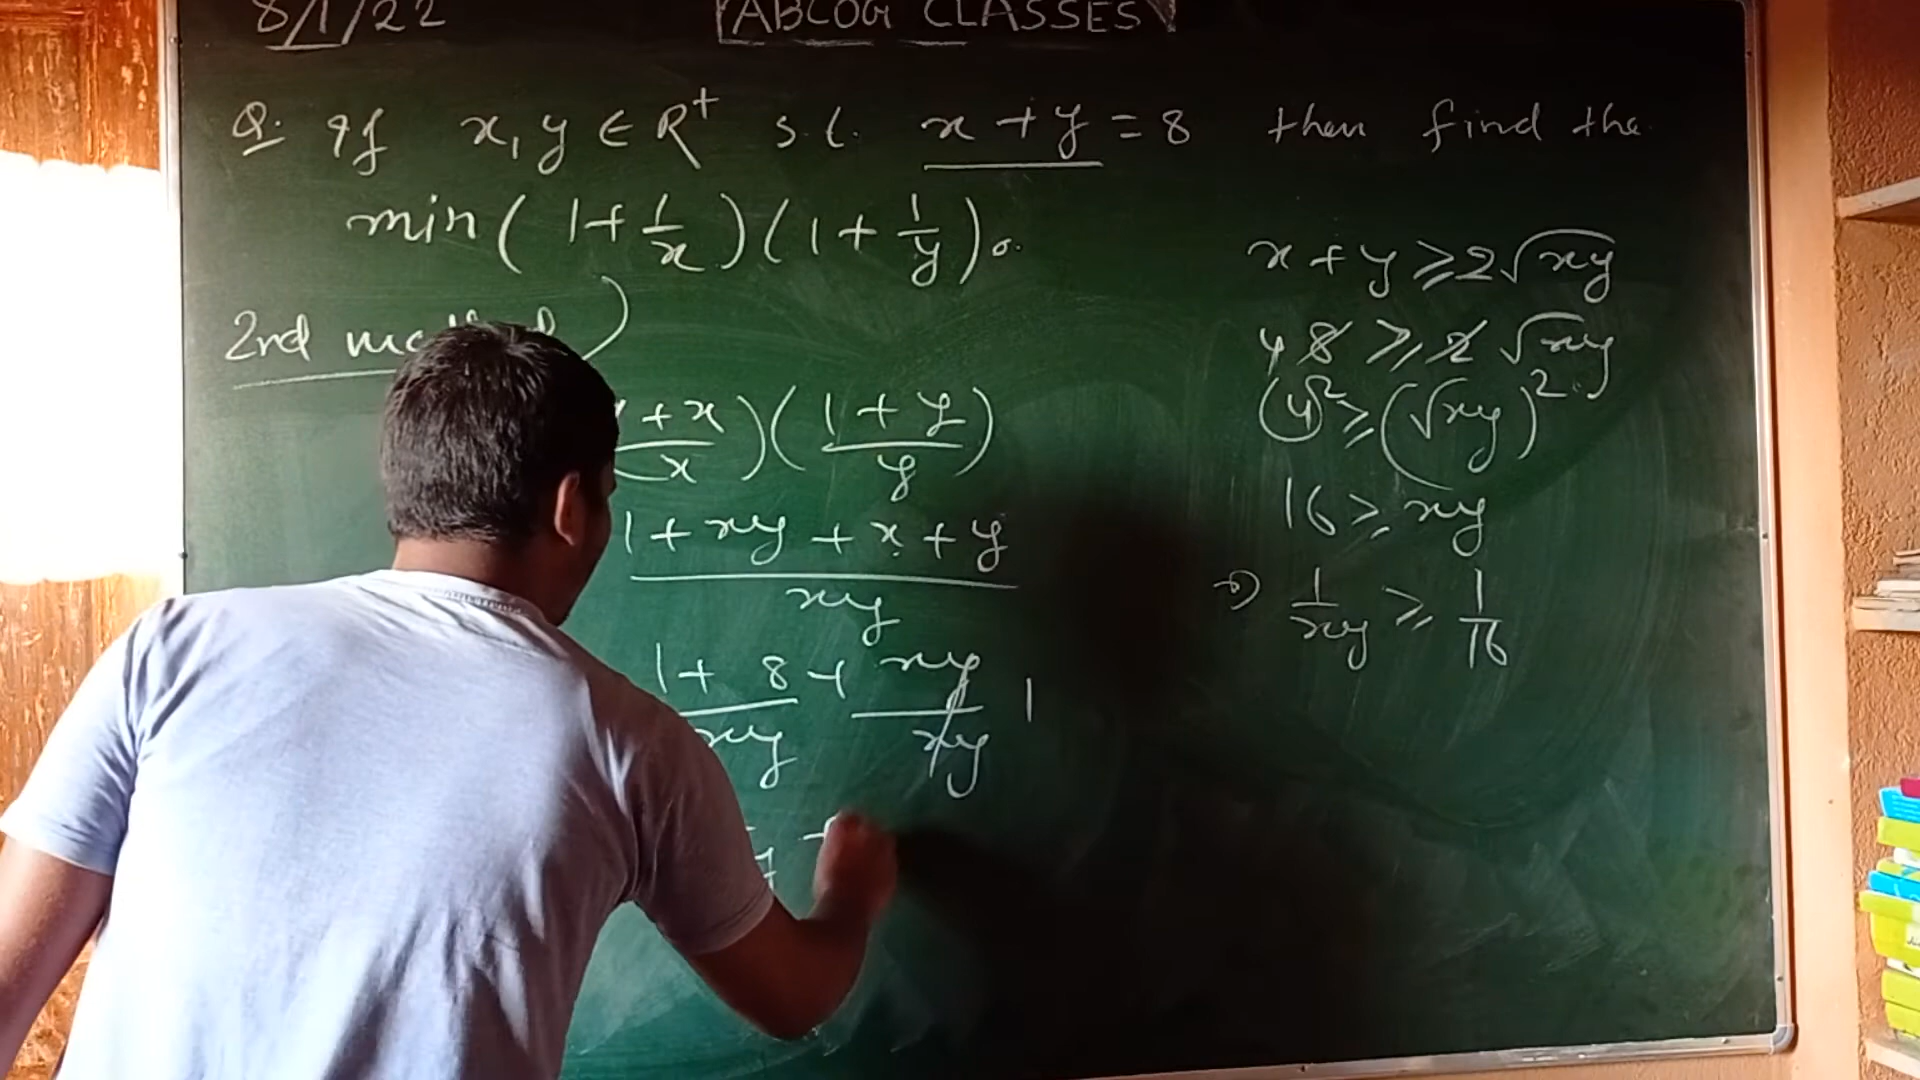 8/1/22
ABLOG CLASSES
Q. If x, y ∈ R⁺ s.t. x + y = 8 then find the
min(1 + 1/x)(1 + 1/y).
2nd
+ x/x)(1 + y/y)
1 + xy + x + y/xy
1 + 8/xy + xy/xy 1
x + y ≥ 2√xy
4 8 ≥ 2 √xy
(4)² ≥ (√xy)²
16 ≥ xy
⇒ 1/xy ≥ 1/16